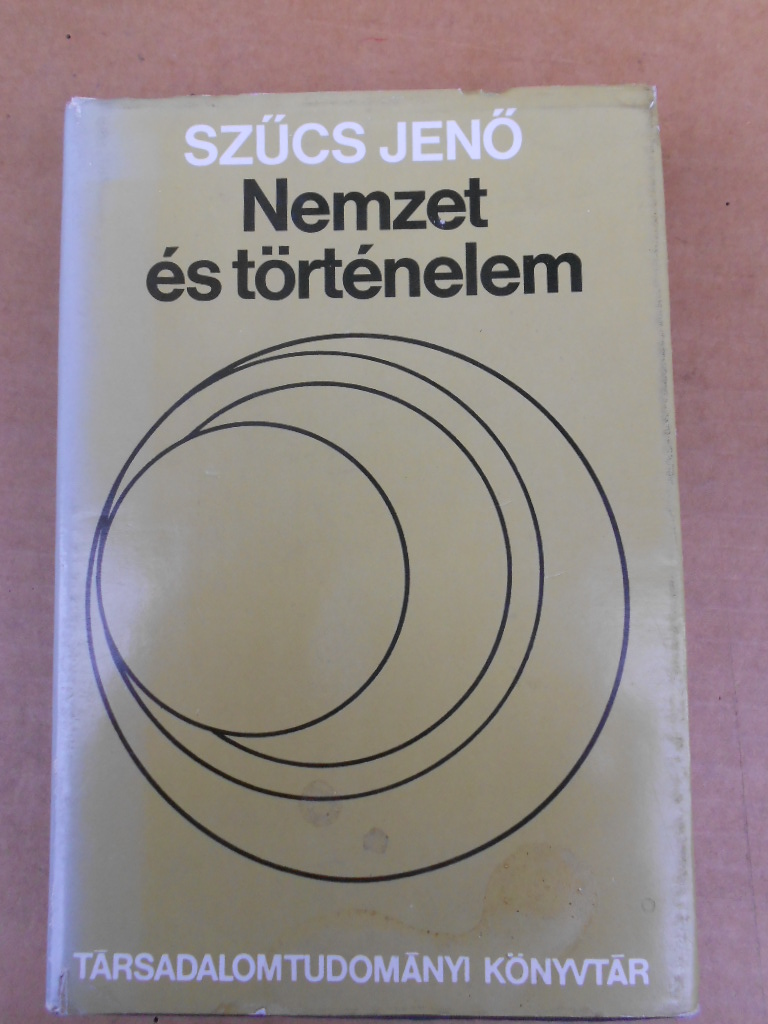 SZŰCS JENŐ
Nemzet
és történelem
TÁRSADALOMTUDOMÁNYI KÖNYVTÁR